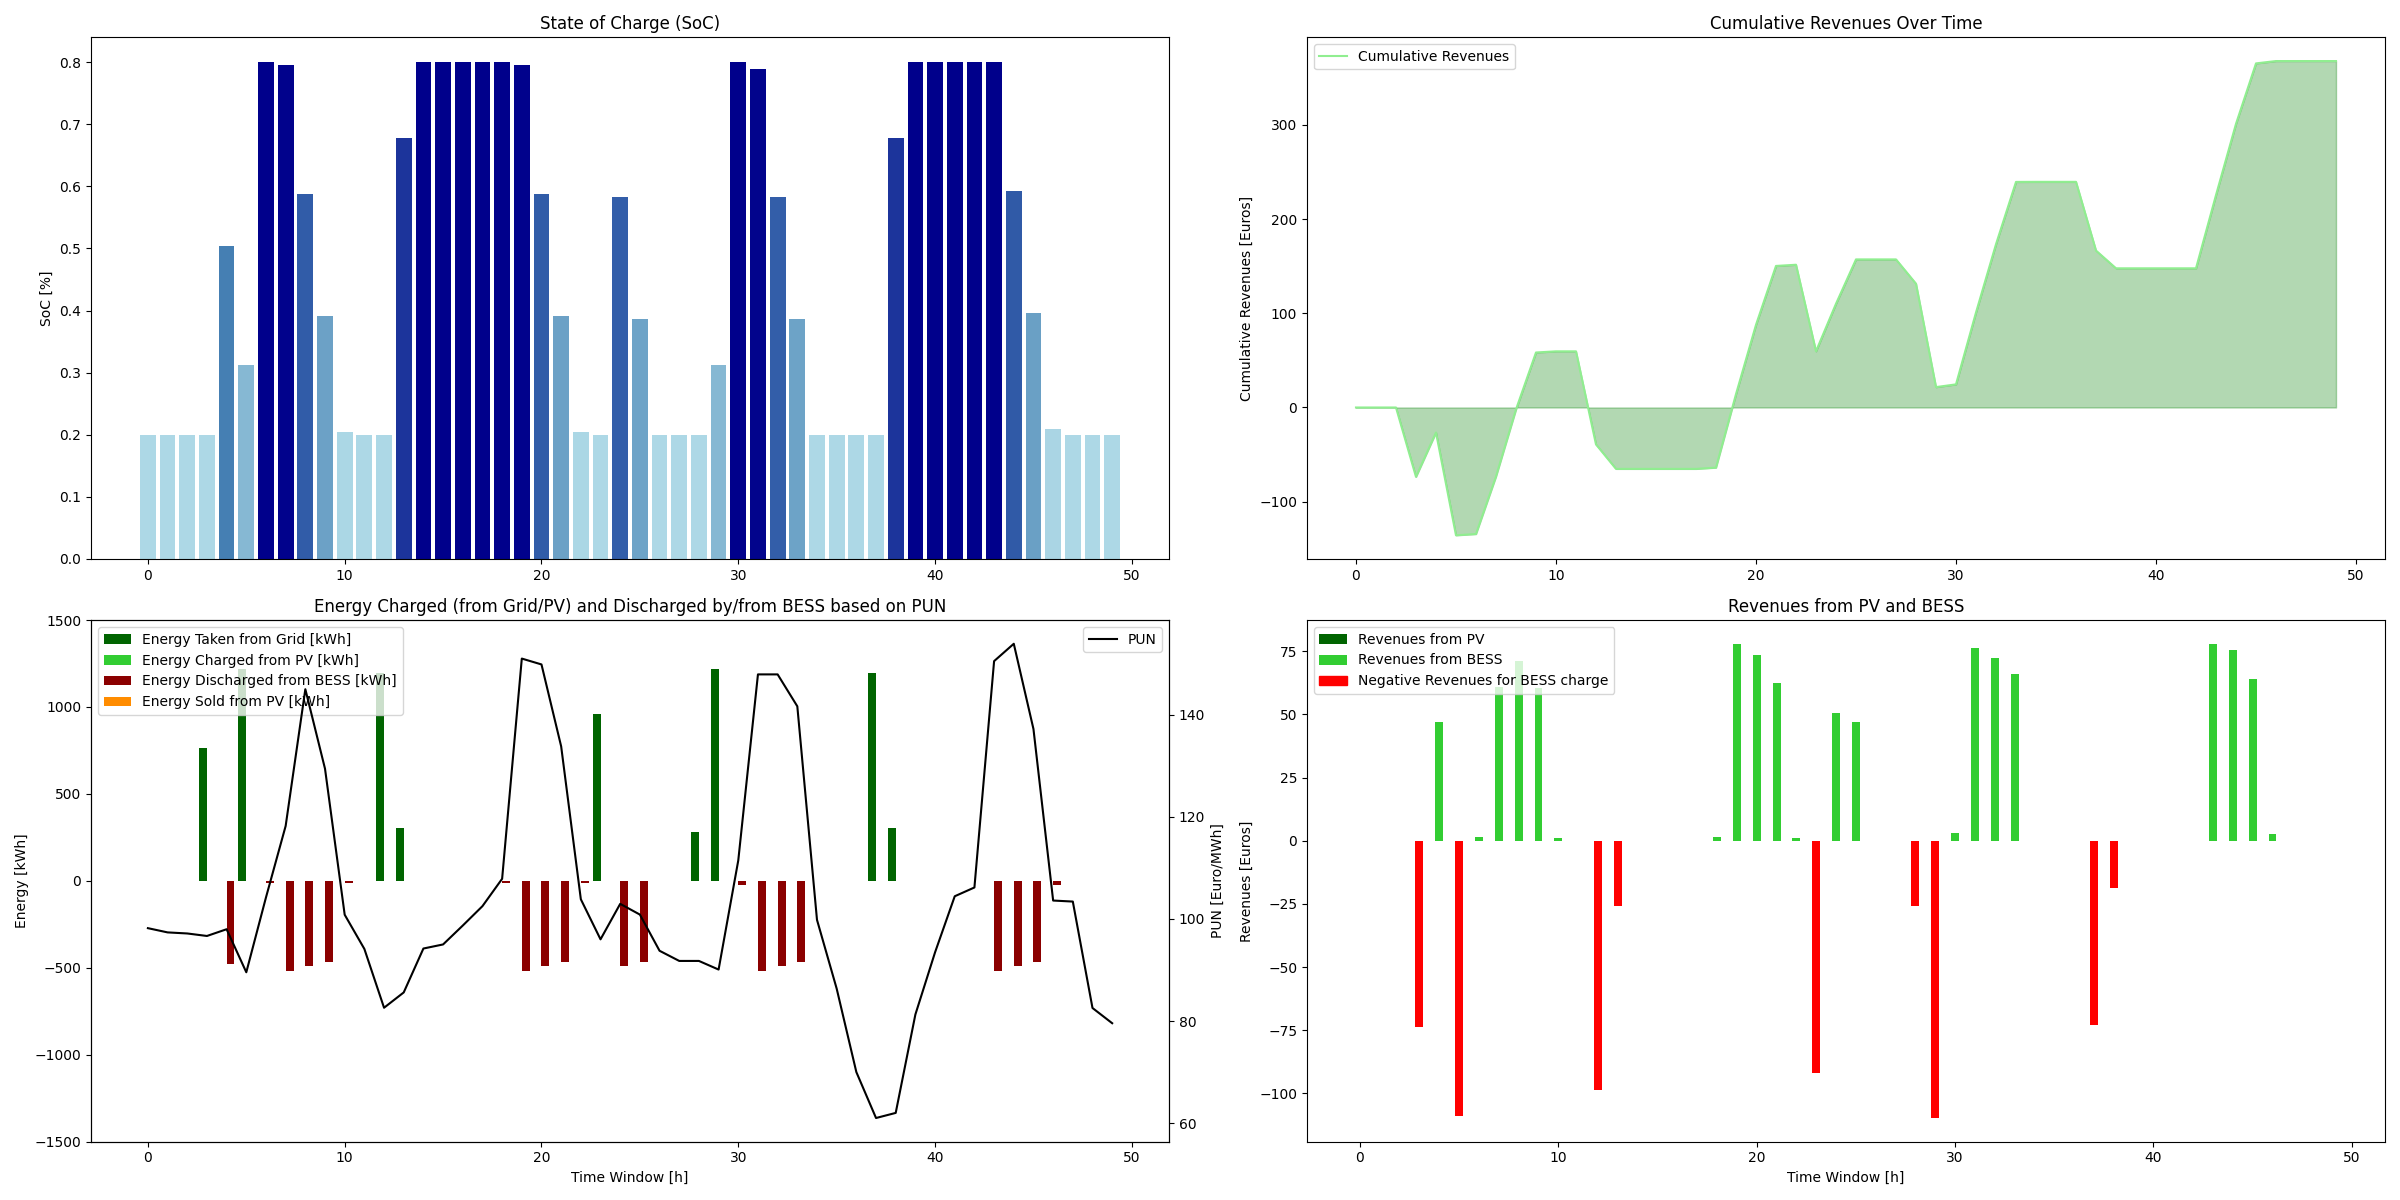 State of Charge (SoC)
0.8
0.7
0.6
0.5
0.4
0.3
0.2
0.1
0.0
SoC [%]
0 10 20 30 40 50
Cumulative Revenues Over Time
Cumulative Revenues
300
200
100
0
−100
Cumulative Revenues [Euros]
0 10 20 30 40 50
Energy Charged (from Grid/PV) and Discharged by/from BESS based on PUN
Energy Taken from Grid [kWh]
Energy Charged from PV [kWh]
Energy Discharged from BESS [kWh]
Energy Sold from PV [kWh]
PUN
1500
1000
500
0
−500
−1000
−1500
Energy [kWh]
140
120
100
80
60
PUN [Euro/MWh]
0 10 20 30 40 50
Time Window [h]
Revenues from PV and BESS
Revenues from PV
Revenues from BESS
Negative Revenues for BESS charge
75
50
25
0
−25
−50
−75
−100
Revenues [Euros]
0 10 20 30 40 50
Time Window [h]